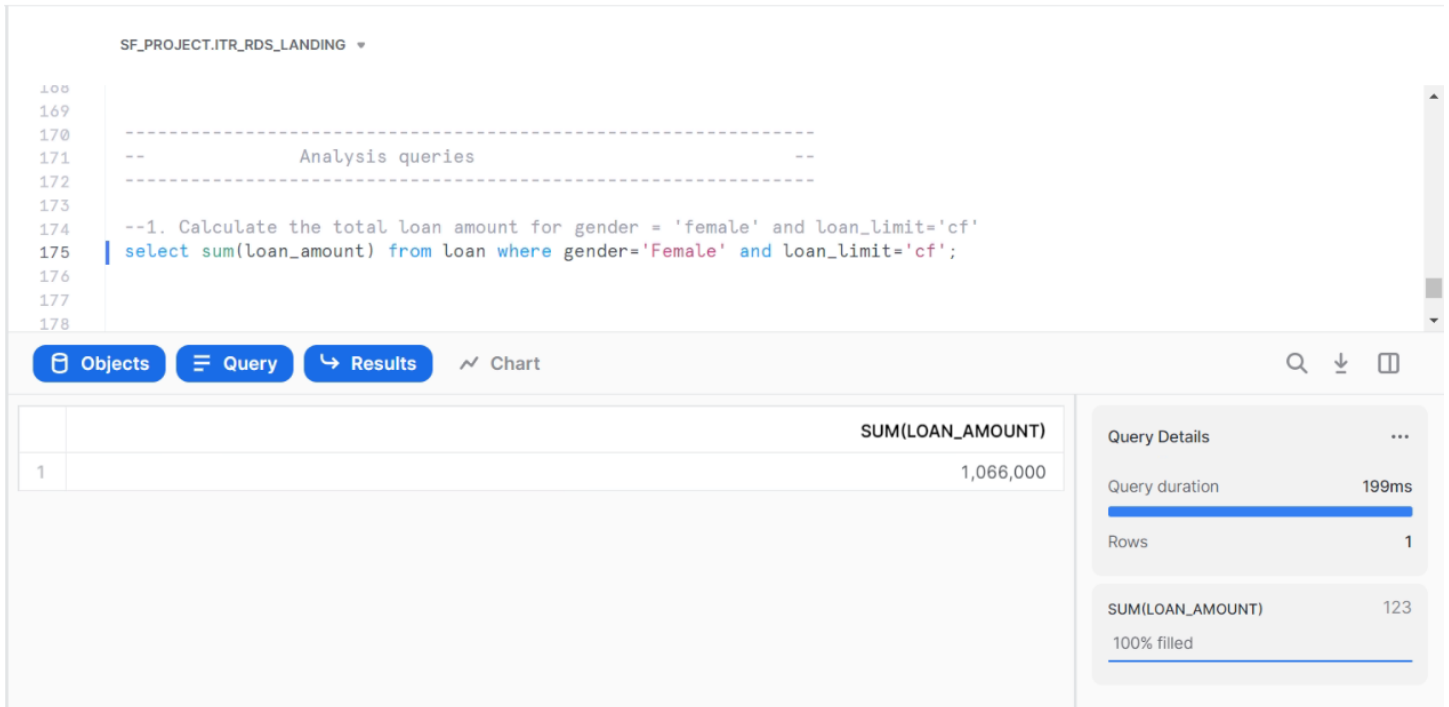 SF_PROJECT.ITR_RDS_LANDING
168
169
170 ---------------------------------------------------------------
171 -- Analysis queries --
172 ---------------------------------------------------------------
173
174 --1. Calculate the total loan amount for gender = 'female' and loan_limit='cf'
175 select sum(loan_amount) from loan where gender='Female' and loan_limit='cf';
176
177
178
Objects Query Results Chart
SUM(LOAN_AMOUNT)
1 1,066,000
Query Details ...
Query duration 199ms
Rows 1
SUM(LOAN_AMOUNT) 123
100% filled